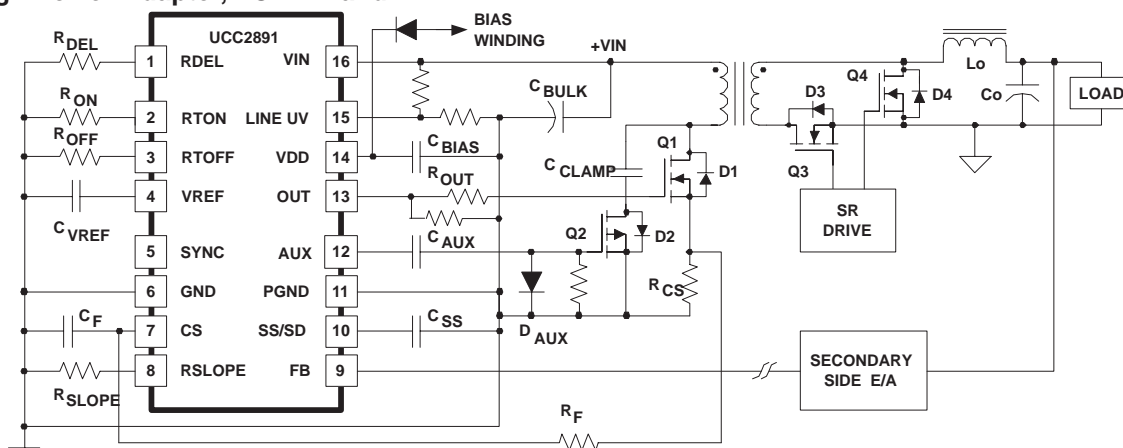 UCC2891
BIAS
WINDING
+VIN
RDEL
1 RDEL
VIN 16
RON
2 RTON
LINE UV 15
ROFF
3 RTOFF
VDD 14
4 VREF
OUT 13
CVREF
5 SYNC
AUX 12
6 GND
PGND 11
CF
7 CS
SS/SD 10
8 RSLOPE
FB 9
RSLOPE
CBULK
CBIAS
ROUT
CAUX
CSS
CCLAMP
Q1
D1
Q2
D2
DAUX
RCS
RF
D3
Q3
Q4
D4
Lo
Co
LOAD
SR
DRIVE
SECONDARY
SIDE E/A